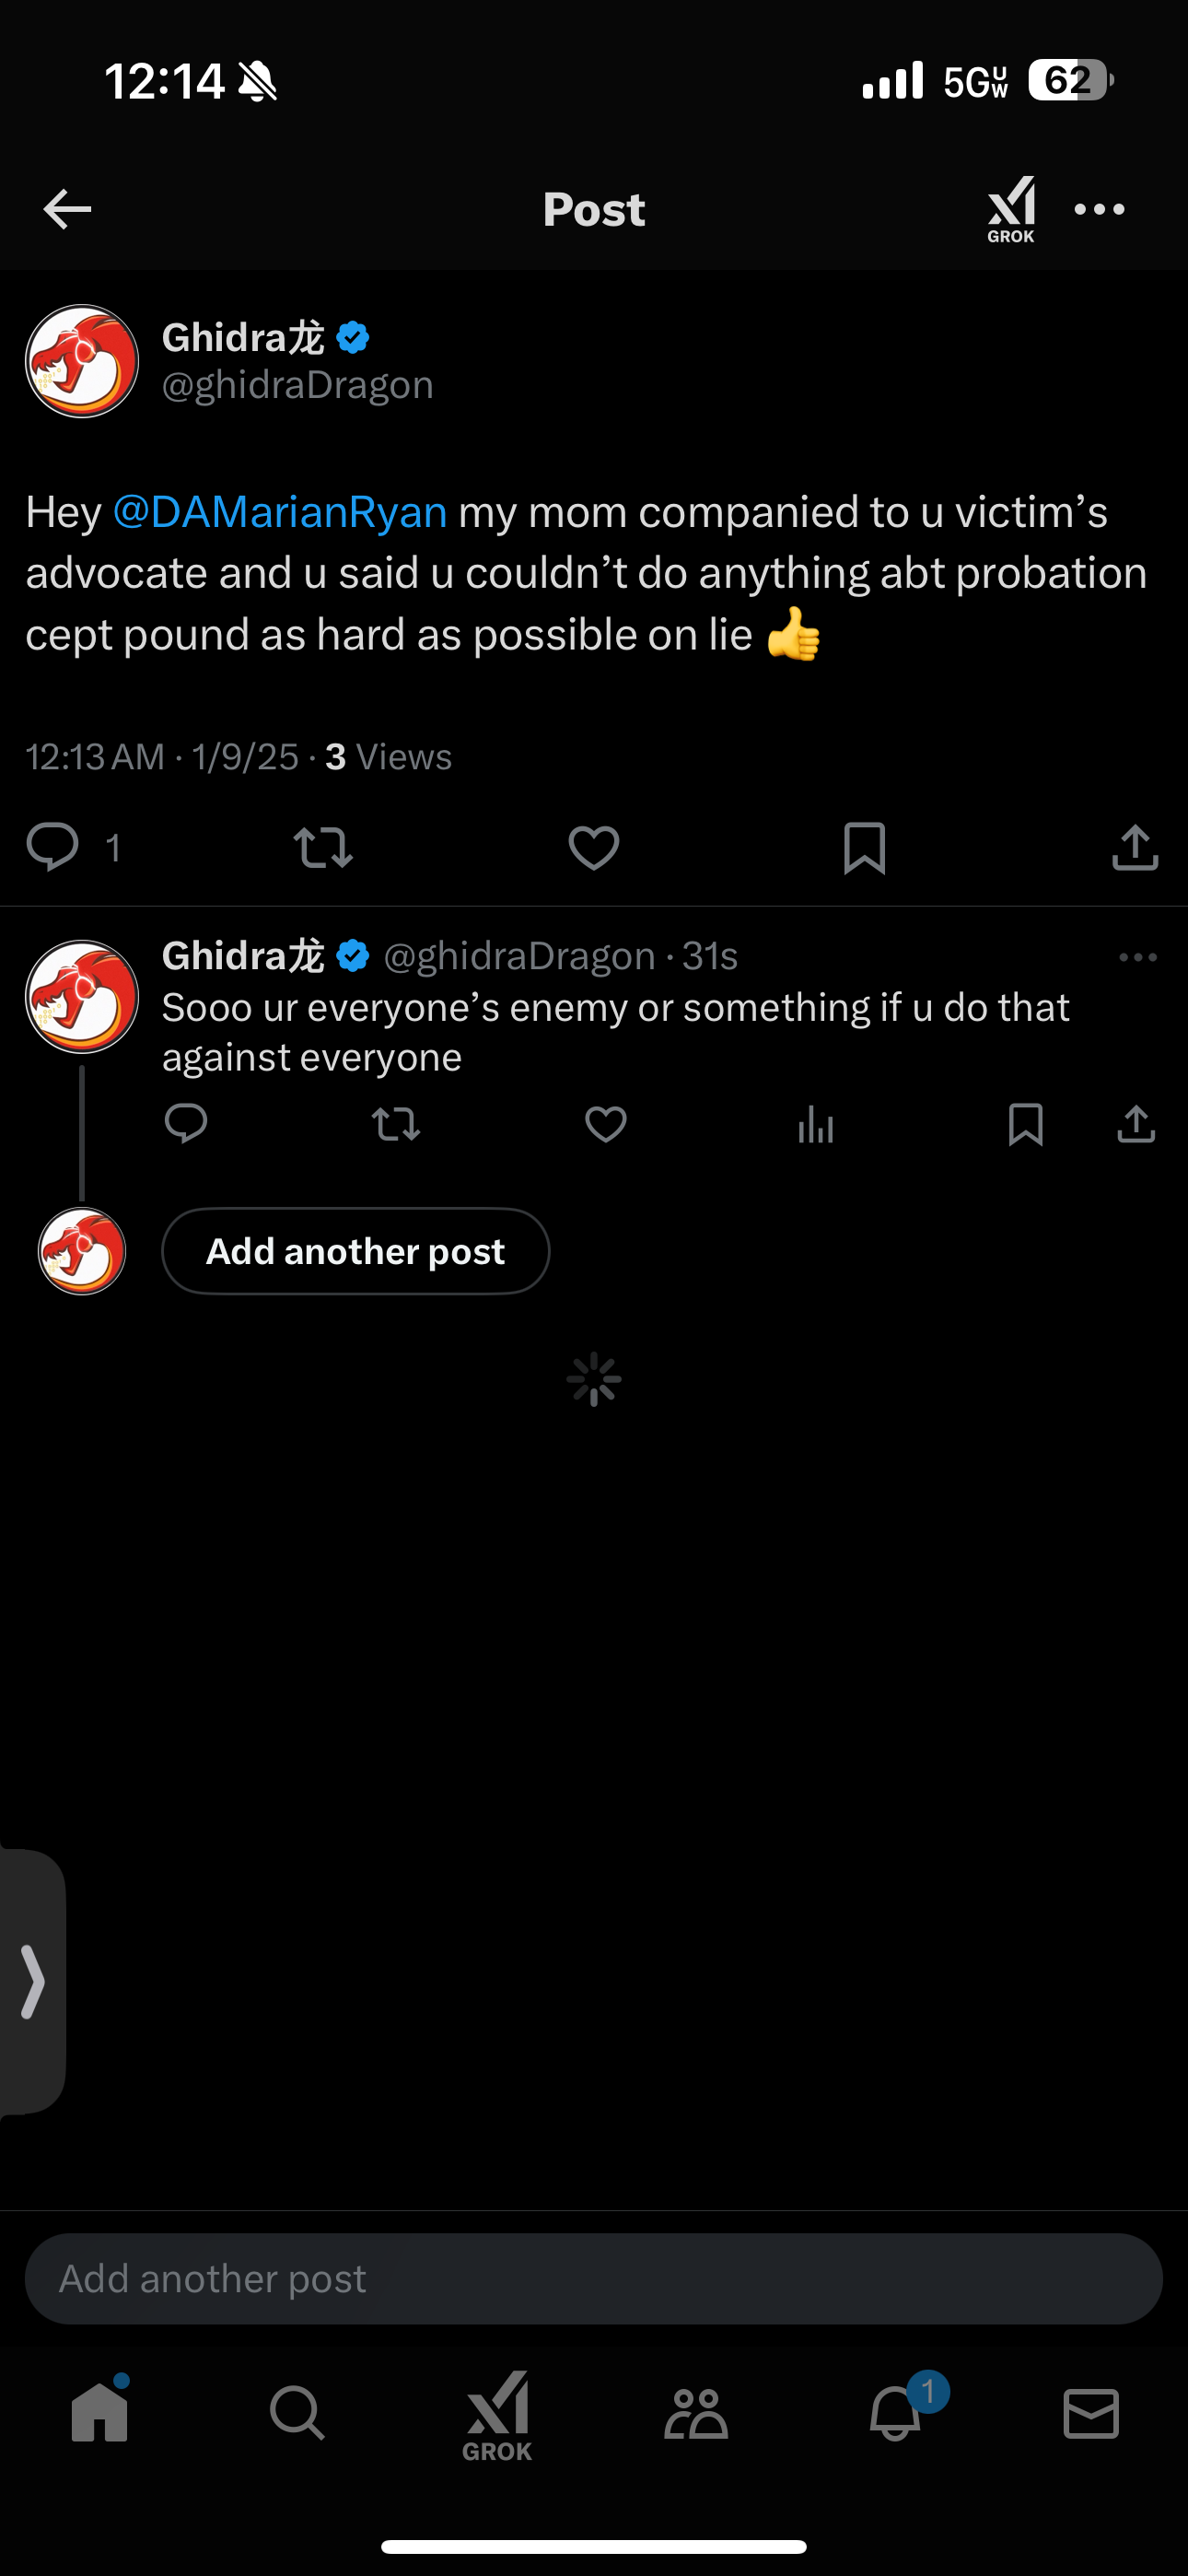 12:14
5G UW
62
Post
GROK
Ghidra龙
@ghidraDragon
Hey @DAMarianRyan my mom companied to u victim’s
advocate and u said u couldn’t do anything abt probation
cept pound as hard as possible on lie 👍
12:13 AM · 1/9/25 · 3 Views
1
Ghidra龙 @ghidraDragon · 31s
Sooo ur everyone’s enemy or something if u do that
against everyone
Add another post
Add another post
GROK
1